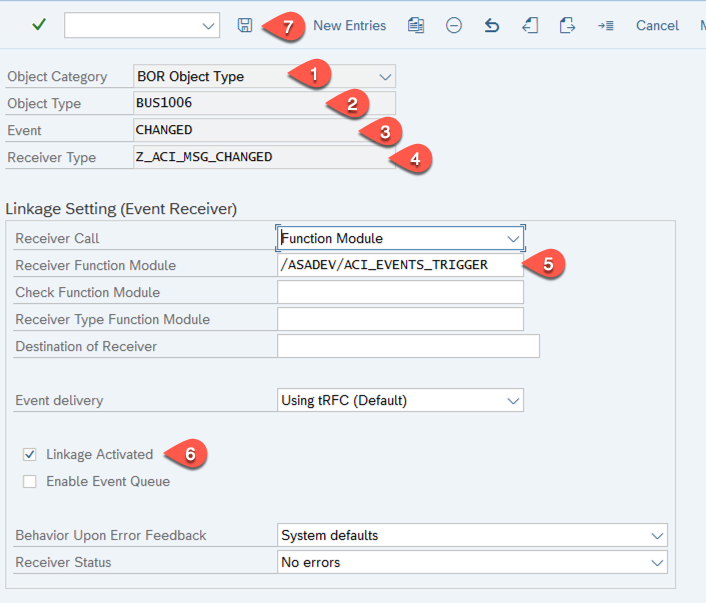 7 New Entries Cancel
Object Category BOR Object Type 1
Object Type BUS1006 2
Event CHANGED 3
Receiver Type Z_ACI_MSG_CHANGED 4
Linkage Setting (Event Receiver)
Receiver Call Function Module
Receiver Function Module /ASADEV/ACI_EVENTS_TRIGGER 5
Check Function Module
Receiver Type Function Module
Destination of Receiver
Event delivery Using tRFC (Default)
Linkage Activated 6
Enable Event Queue
Behavior Upon Error Feedback System defaults
Receiver Status No errors